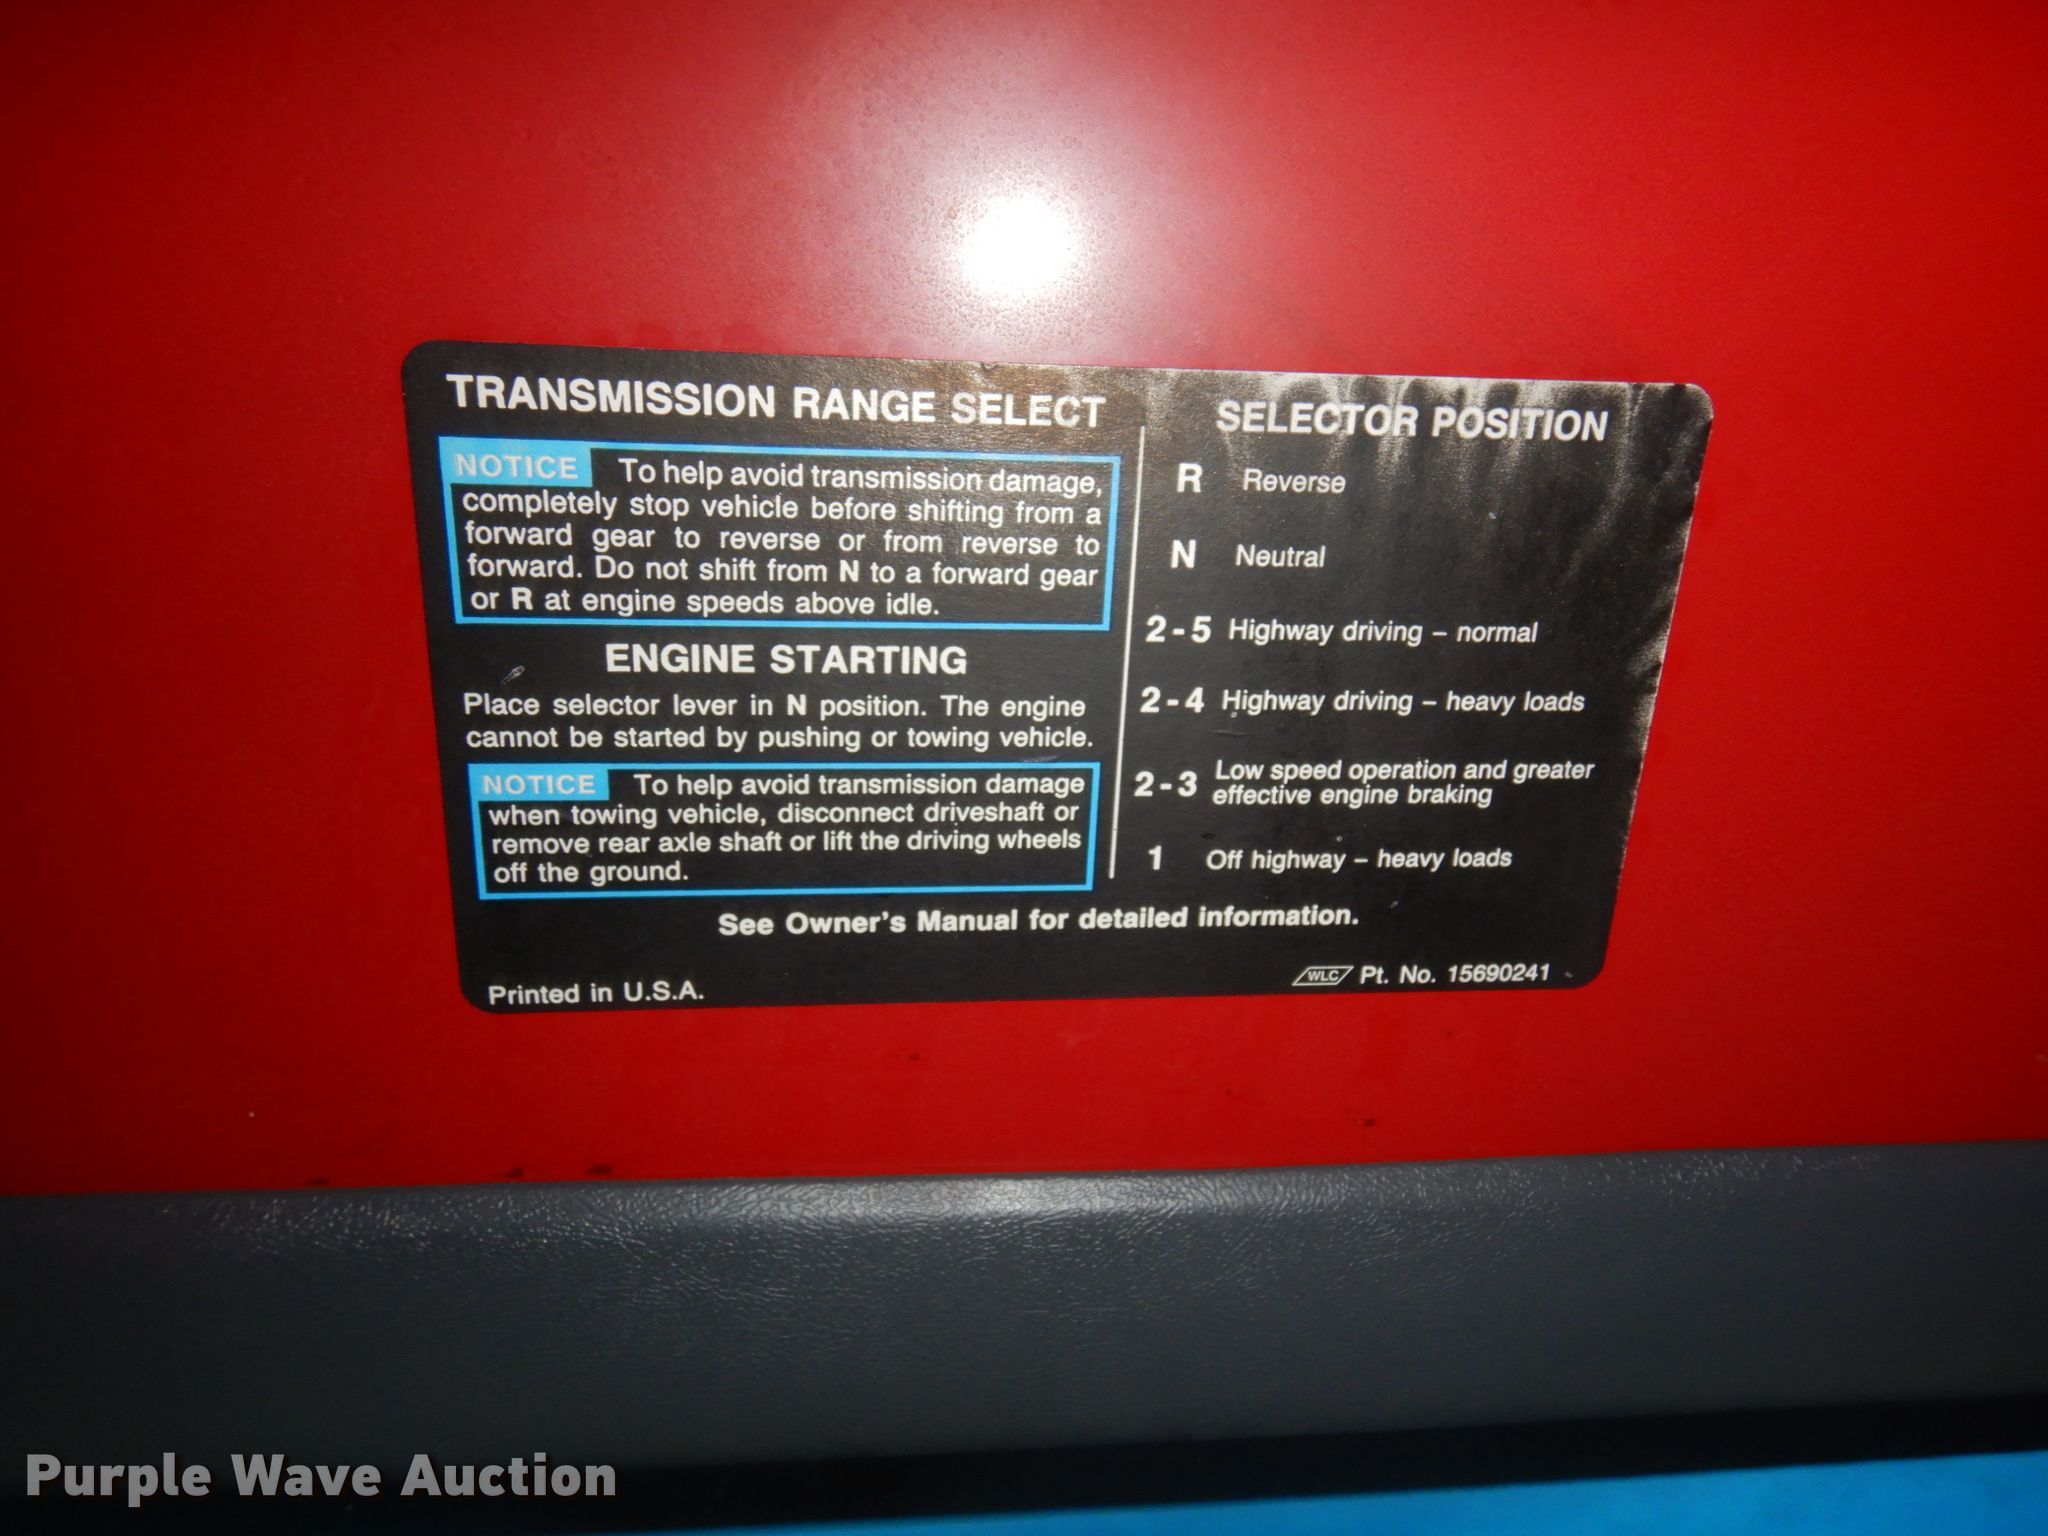 TRANSMISSION RANGE SELECT
NOTICE To help avoid transmission damage,
completely stop vehicle before shifting from a
forward gear to reverse or from reverse to
forward. Do not shift from N to a forward gear
or R at engine speeds above idle.
ENGINE STARTING
Place selector lever in N position. The engine
cannot be started by pushing or towing vehicle.
NOTICE To help avoid transmission damage
when towing vehicle, disconnect driveshaft or
remove rear axle shaft or lift the driving wheels
off the ground.
SELECTOR POSITION
R Reverse
N Neutral
2-5 Highway driving – normal
2-4 Highway driving – heavy loads
2-3 Low speed operation and greater
effective engine braking
1 Off highway – heavy loads
See Owner's Manual for detailed information.
Printed in U.S.A.
WLC Pt. No. 15690241
Purple Wave Auction